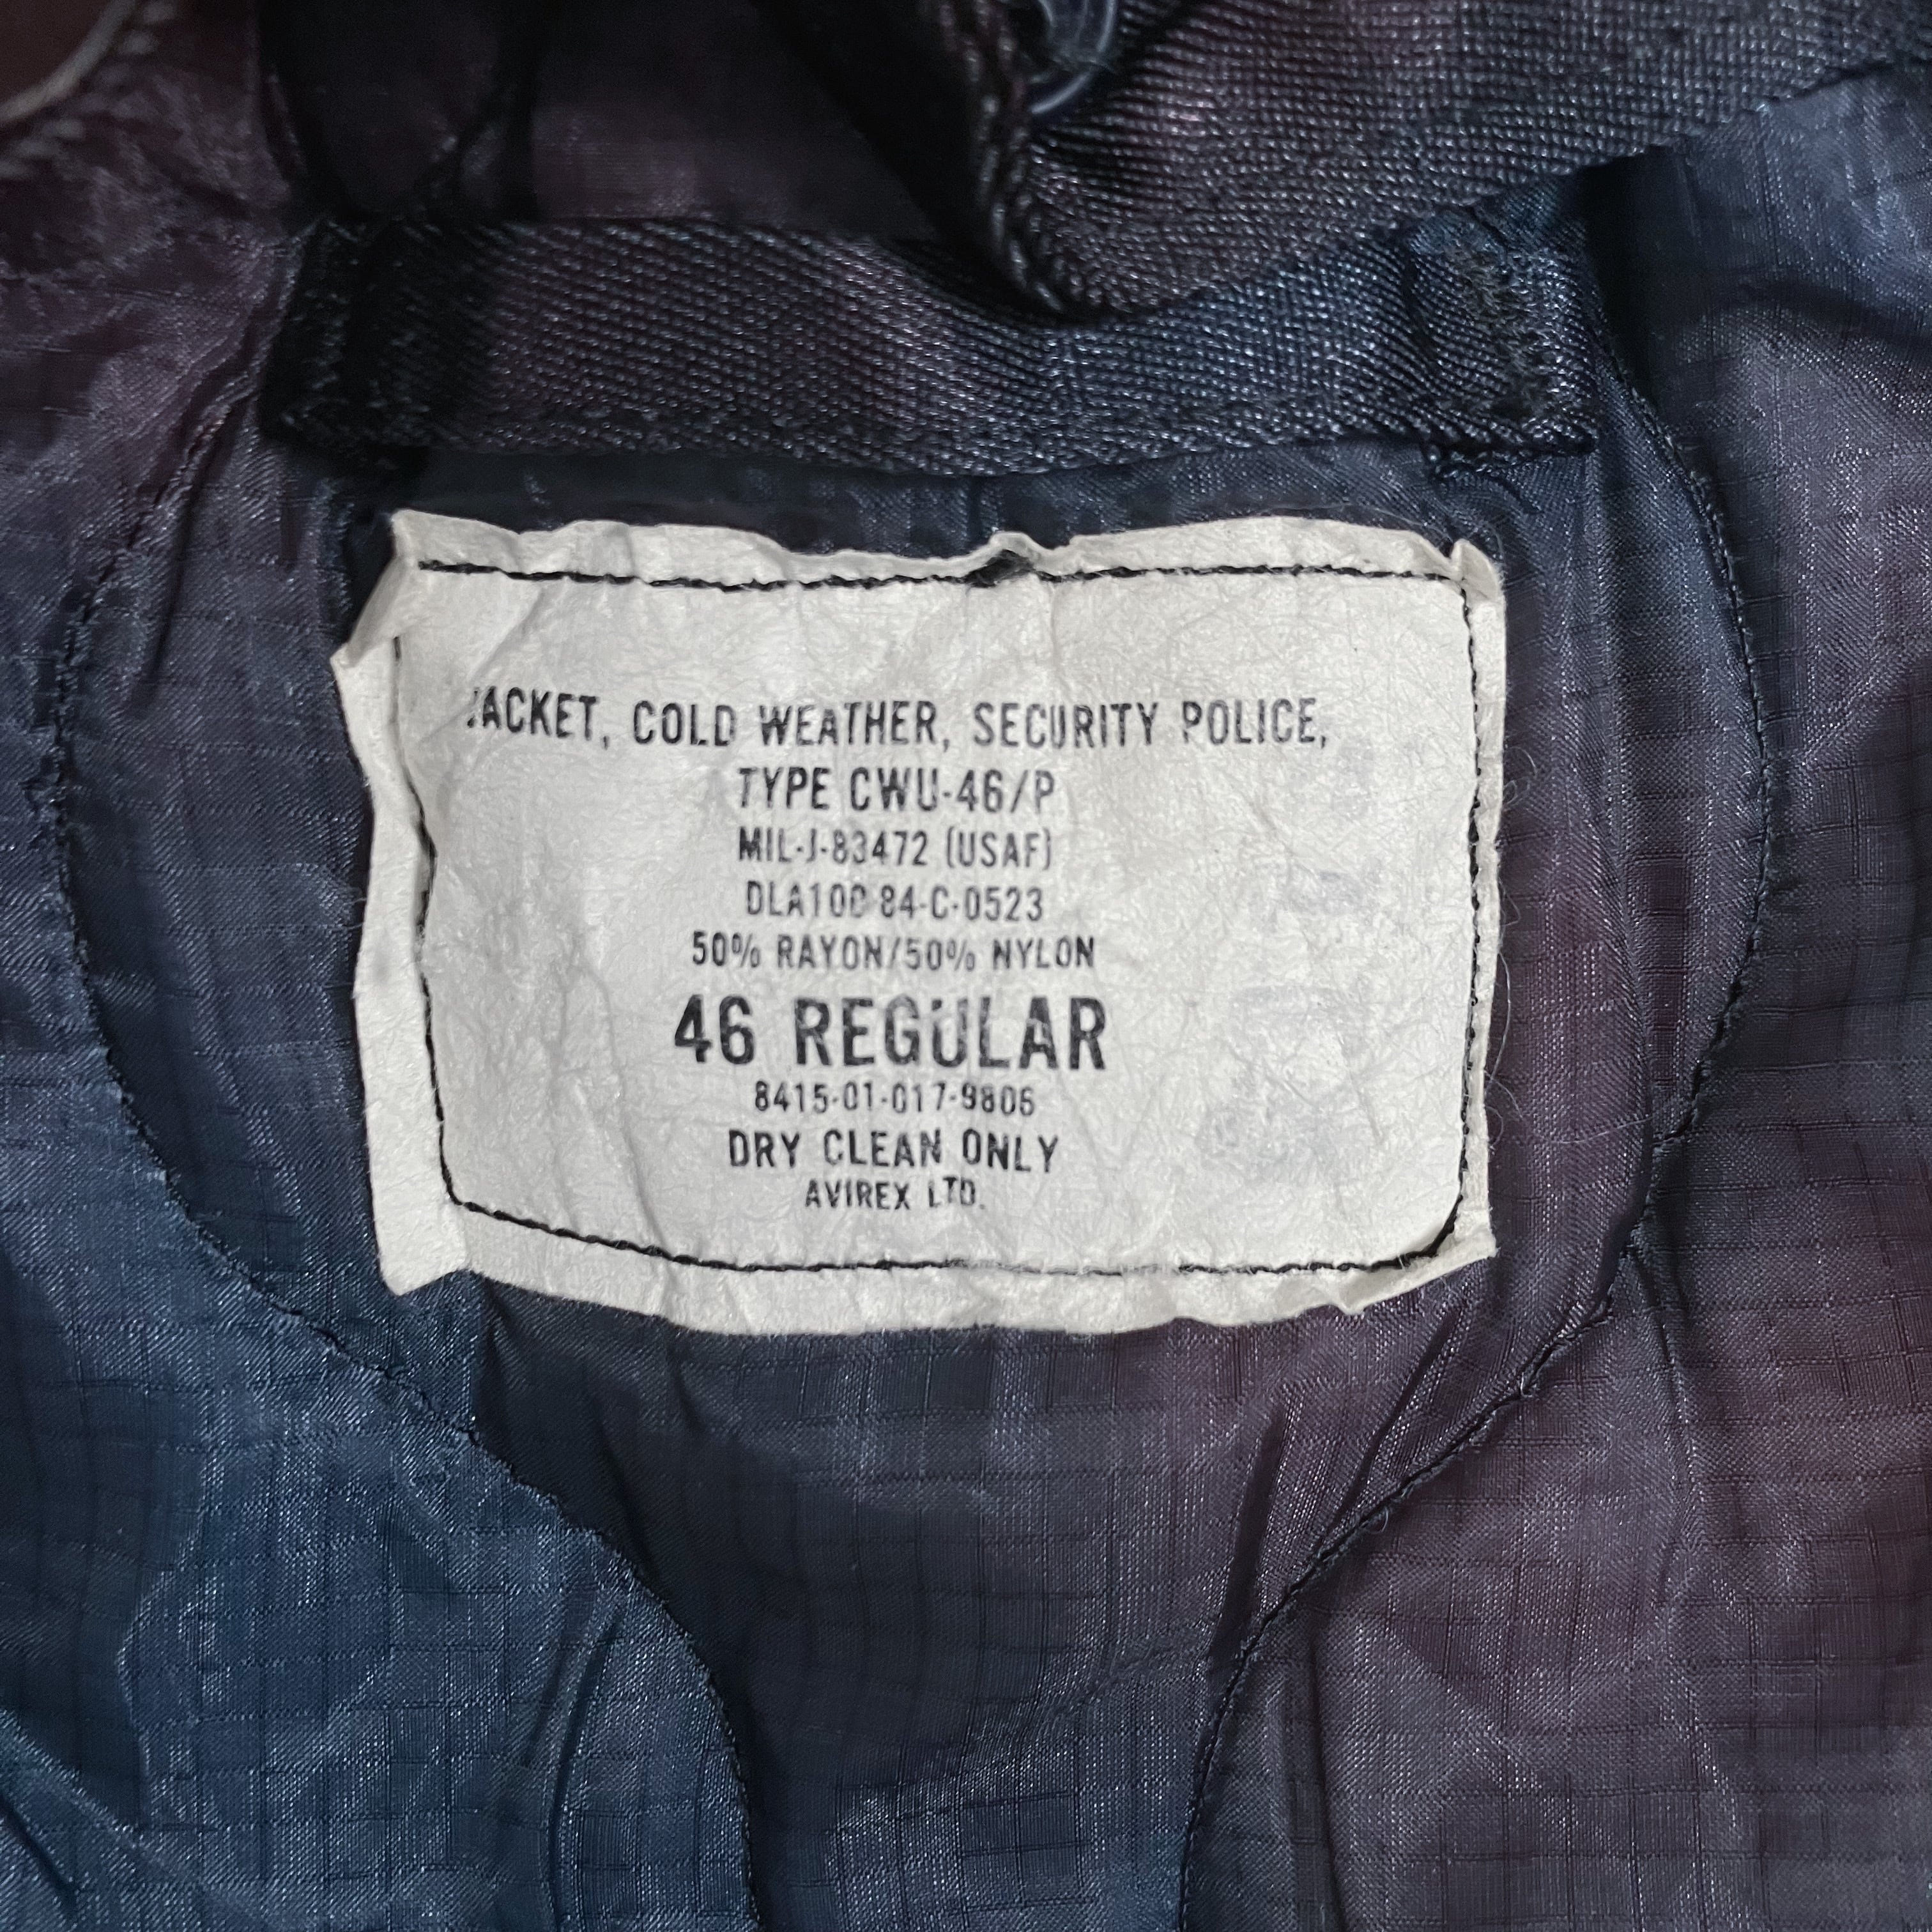 JACKET, COLD WEATHER, SECURITY POLICE,
TYPE CWU-46/P
MIL-J-83472 (USAF)
DLA100 84-C-0523
50% RAYON/50% NYLON
46 REGULAR
8415-01-017-9806
DRY CLEAN ONLY
AVIREX LTD.